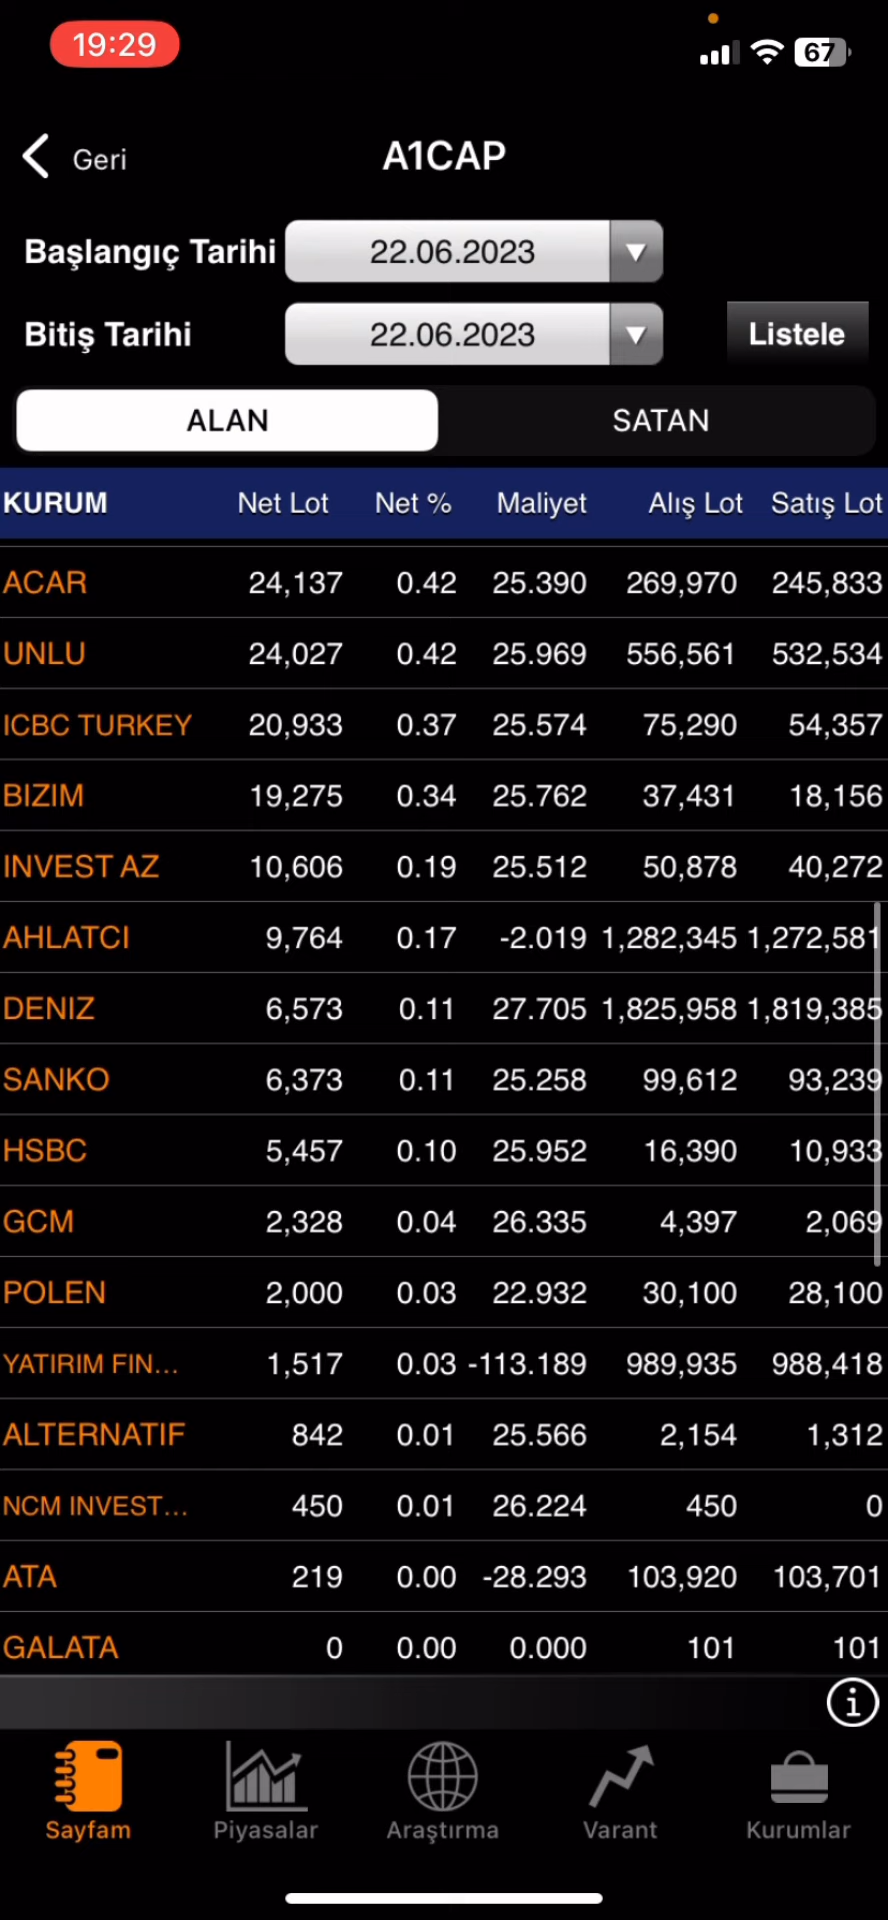 19:29
67
Geri
A1CAP
Başlangıç Tarihi 22.06.2023
Bitiş Tarihi 22.06.2023 Listele
ALAN SATAN
KURUM Net Lot Net % Maliyet Alış Lot Satış Lot
ACAR 24,137 0.42 25.390 269,970 245,833
UNLU 24,027 0.42 25.969 556,561 532,534
ICBC TURKEY 20,933 0.37 25.574 75,290 54,357
BIZIM 19,275 0.34 25.762 37,431 18,156
INVEST AZ 10,606 0.19 25.512 50,878 40,272
AHLATCI 9,764 0.17 -2.019 1,282,345 1,272,581
DENIZ 6,573 0.11 27.705 1,825,958 1,819,385
SANKO 6,373 0.11 25.258 99,612 93,239
HSBC 5,457 0.10 25.952 16,390 10,933
GCM 2,328 0.04 26.335 4,397 2,069
POLEN 2,000 0.03 22.932 30,100 28,100
YATIRIM FIN... 1,517 0.03 -113.189 989,935 988,418
ALTERNATIF 842 0.01 25.566 2,154 1,312
NCM INVEST... 450 0.01 26.224 450 0
ATA 219 0.00 -28.293 103,920 103,701
GALATA 0 0.00 0.000 101 101
Sayfam Piyasalar Araştırma Varant Kurumlar